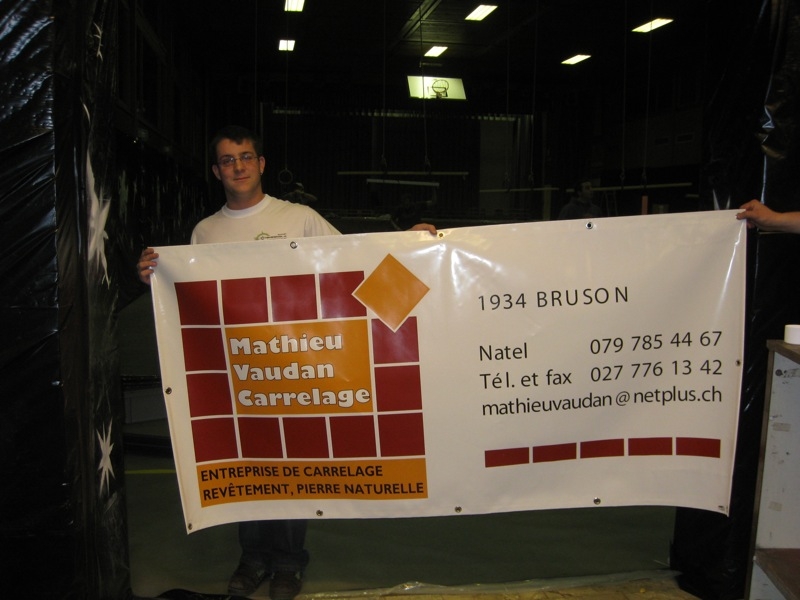 Mathieu
Vaudan
Carrelage
ENTREPRISE DE CARRELAGE
REVÊTEMENT, PIERRE NATURELLE
1934 BRUSON
Natel 079 785 44 67
Tél. et fax 027 776 13 42
mathieuvaudan@netplus.ch